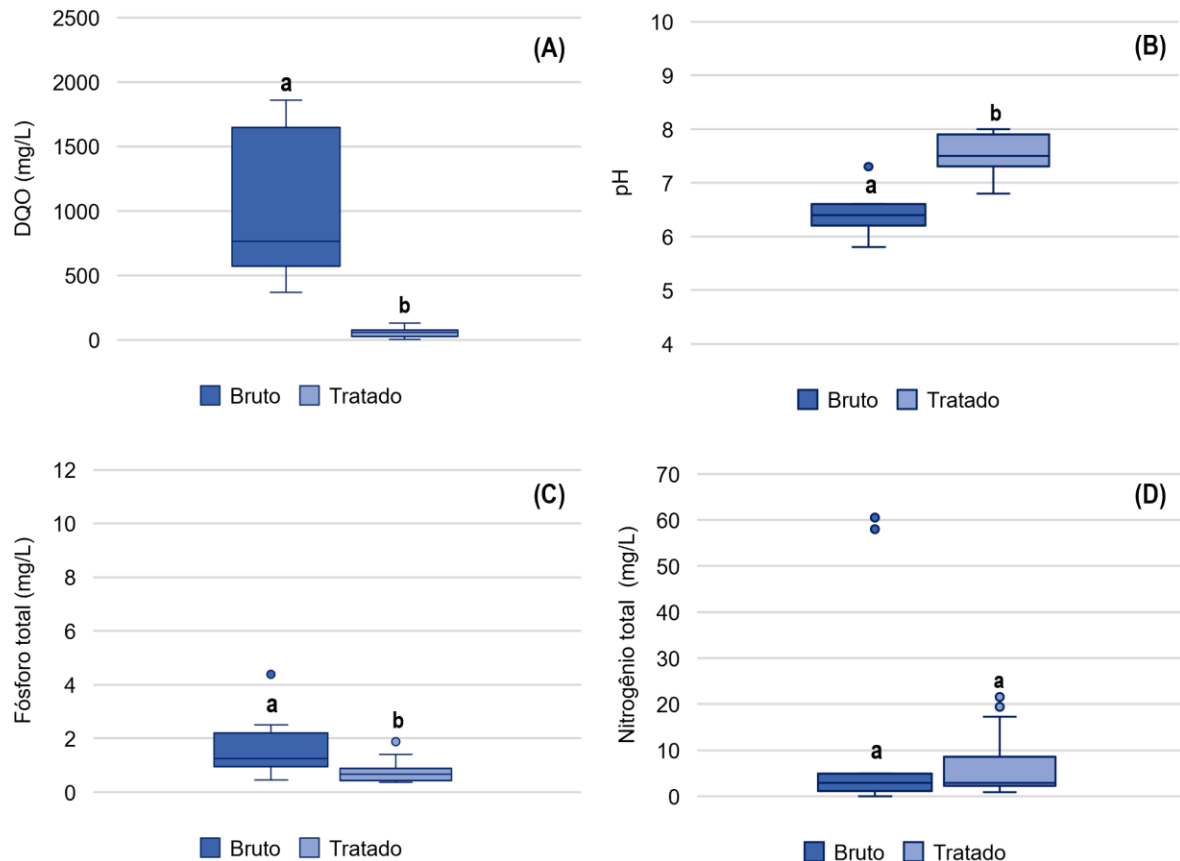 2500
(A)
a
2000
1500
DQO (mg/L)
1000
500
b
0
Bruto Tratado
10
(B)
9
b
8
7
pH
a
6
5
4
Bruto Tratado
12
(C)
10
8
Fósforo total (mg/L)
6
4
a
b
2
0
Bruto Tratado
70
(D)
60
50
40
Nitrogênio total (mg/L)
30
a
20
a
10
0
Bruto Tratado